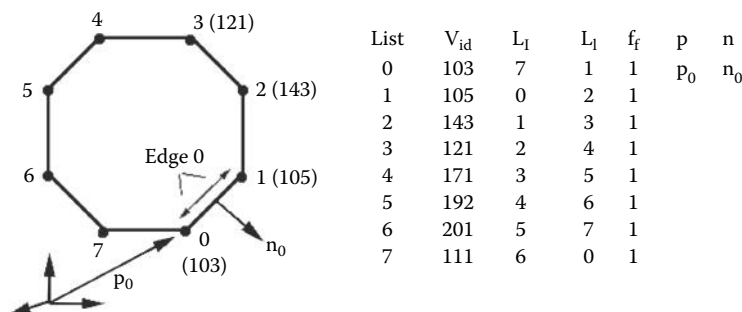 4
3 (121)
5
2 (143)
Edge 0
6
1 (105)
7
0
(103)
n₀
p₀
List V_id L_I L_l f_f p n
0 103 7 1 1 p₀ n₀
1 105 0 2 1
2 143 1 3 1
3 121 2 4 1
4 171 3 5 1
5 192 4 6 1
6 201 5 7 1
7 111 6 0 1